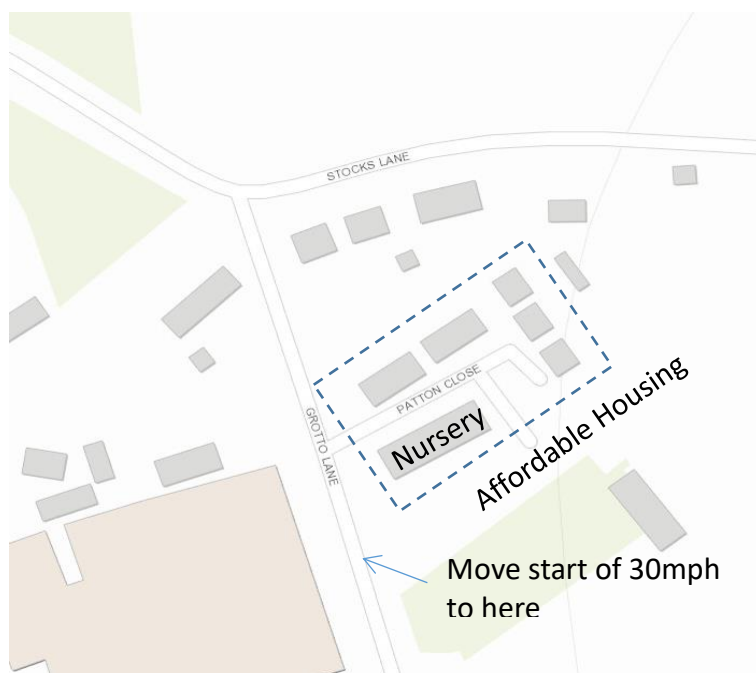 STOCKS LANE
GROTTO LANE
PATTON CLOSE
Nursery
Affordable Housing
Move start of 30mph
to here